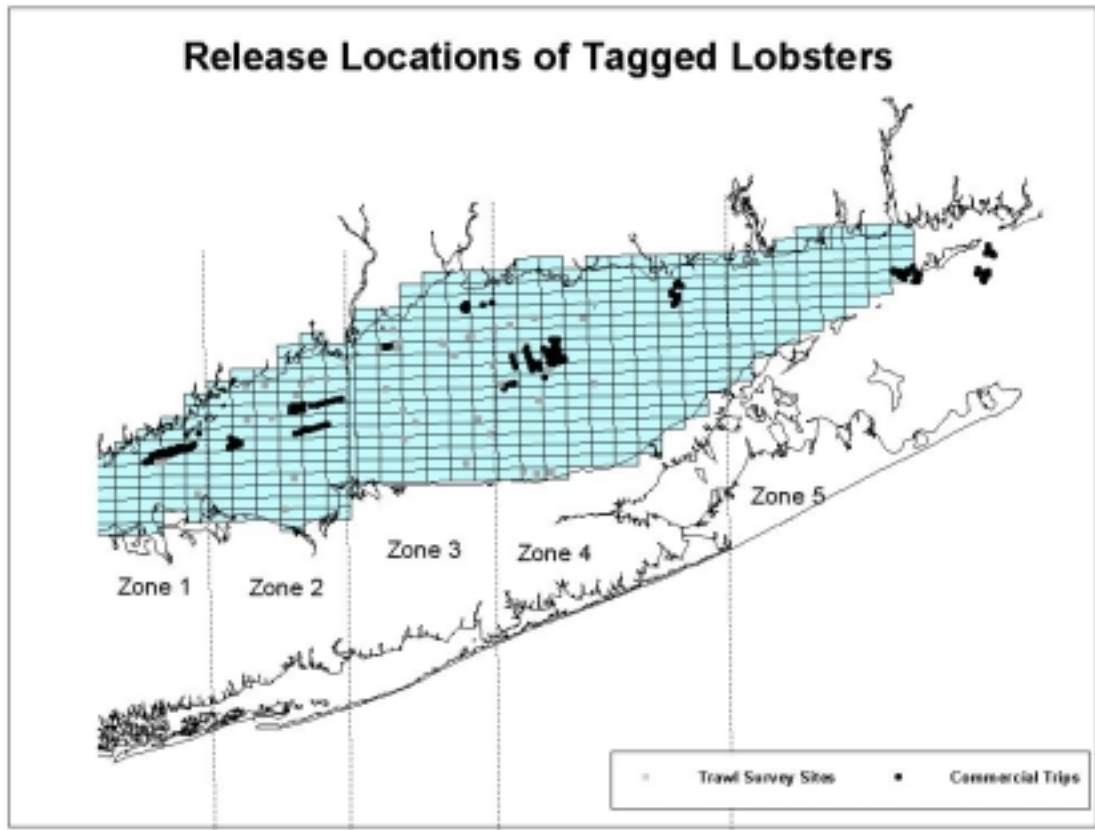 Release Locations of Tagged Lobsters
Zone 5
Zone 3
Zone 4
Zone 1
Zone 2
Trawl Survey Sites
Commercial Trips